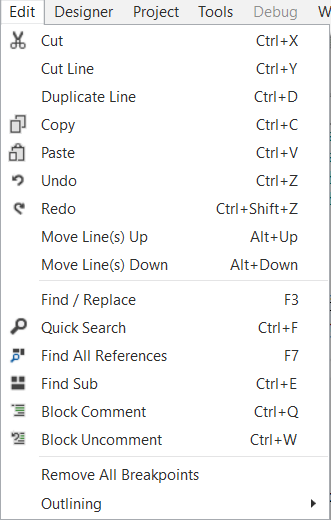 Edit Designer Project Tools Debug W
Cut Ctrl+X
Cut Line Ctrl+Y
Duplicate Line Ctrl+D
Copy Ctrl+C
Paste Ctrl+V
Undo Ctrl+Z
Redo Ctrl+Shift+Z
Move Line(s) Up Alt+Up
Move Line(s) Down Alt+Down
Find / Replace F3
Quick Search Ctrl+F
Find All References F7
Find Sub Ctrl+E
Block Comment Ctrl+Q
Block Uncomment Ctrl+W
Remove All Breakpoints
Outlining